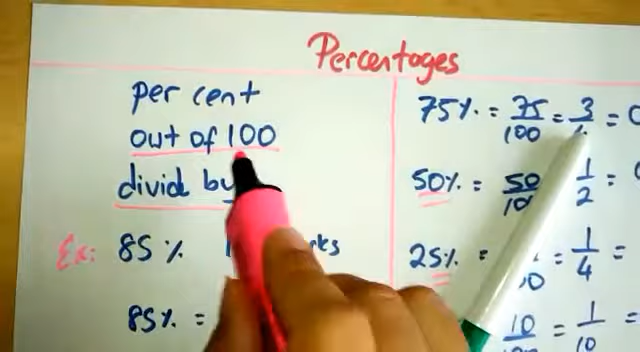 Percentages
per cent
out of 100
divid by
Ex: 85%
85% =
75% = 75/100 = 3/ =
50% = 50/ = 1/2 =
25% = = 1/4 =
10/ = 1/10 =